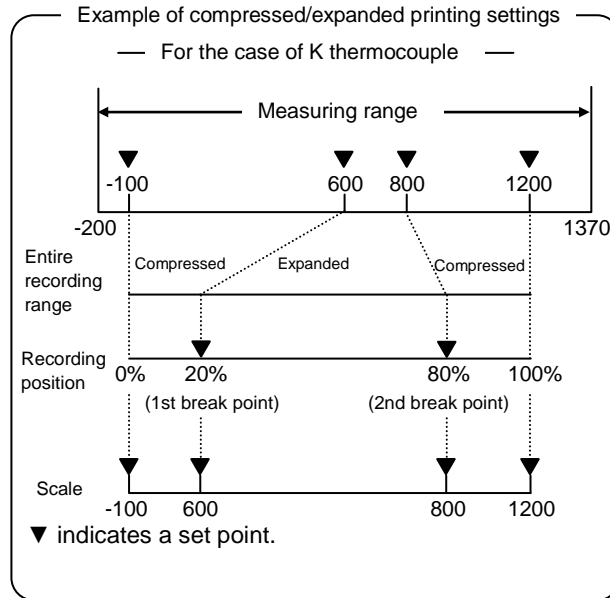 Example of compressed/expanded printing settings
For the case of K thermocouple
Measuring range
-100 600 800 1200
-200 1370
Entire recording range
Compressed Expanded Compressed
Recording position
0% 20% 80% 100%
(1st break point) (2nd break point)
Scale
-100 600 800 1200
▼ indicates a set point.